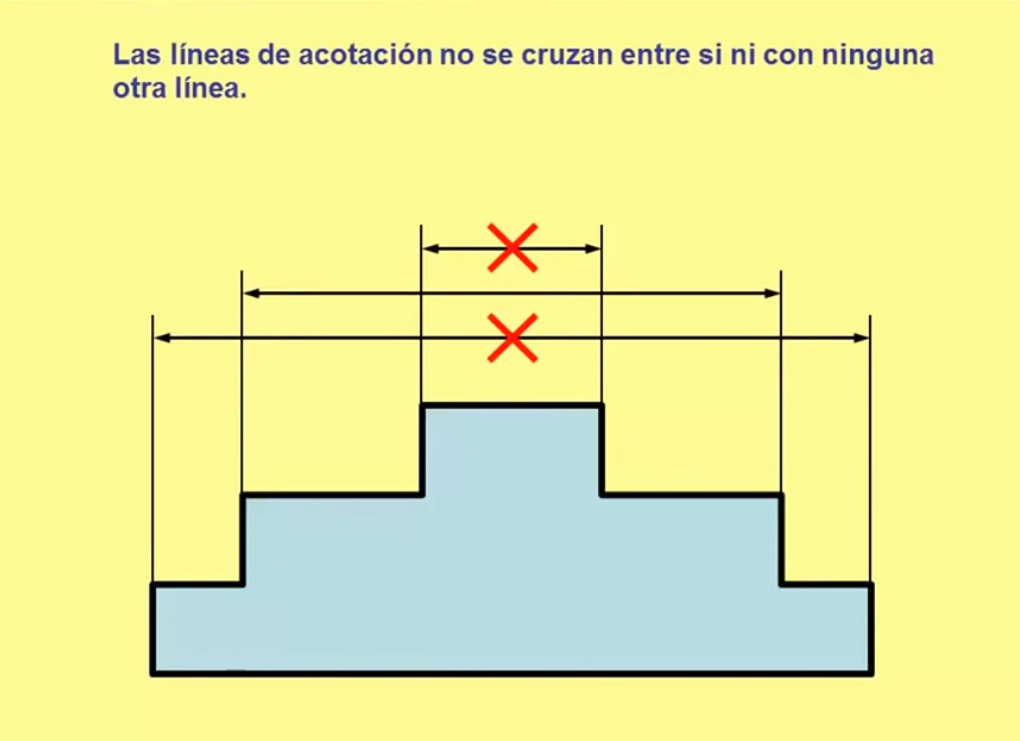 Las líneas de acotación no se cruzan entre si ni con ninguna
otra línea.